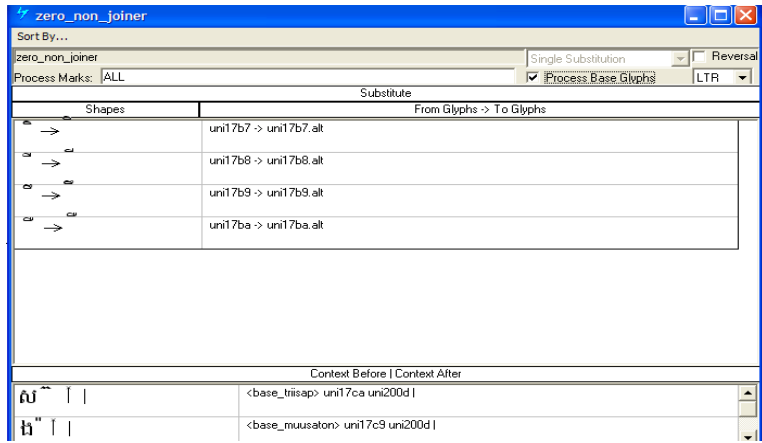 zero_non_joiner
Sort By...
zero_non_joiner Single Substitution Reversal
Process Marks: ALL Process Base Glyphs LTR
Substitute
Shapes From Glyphs -> To Glyphs
→ uni17b7 -> uni17b7.alt
→ uni17b8 -> uni17b8.alt
→ uni17b9 -> uni17b9.alt
→ uni17ba -> uni17ba.alt
Context Before | Context After
<base_triisap> uni17ca uni200d |
<base_muusaton> uni17c9 uni200d |